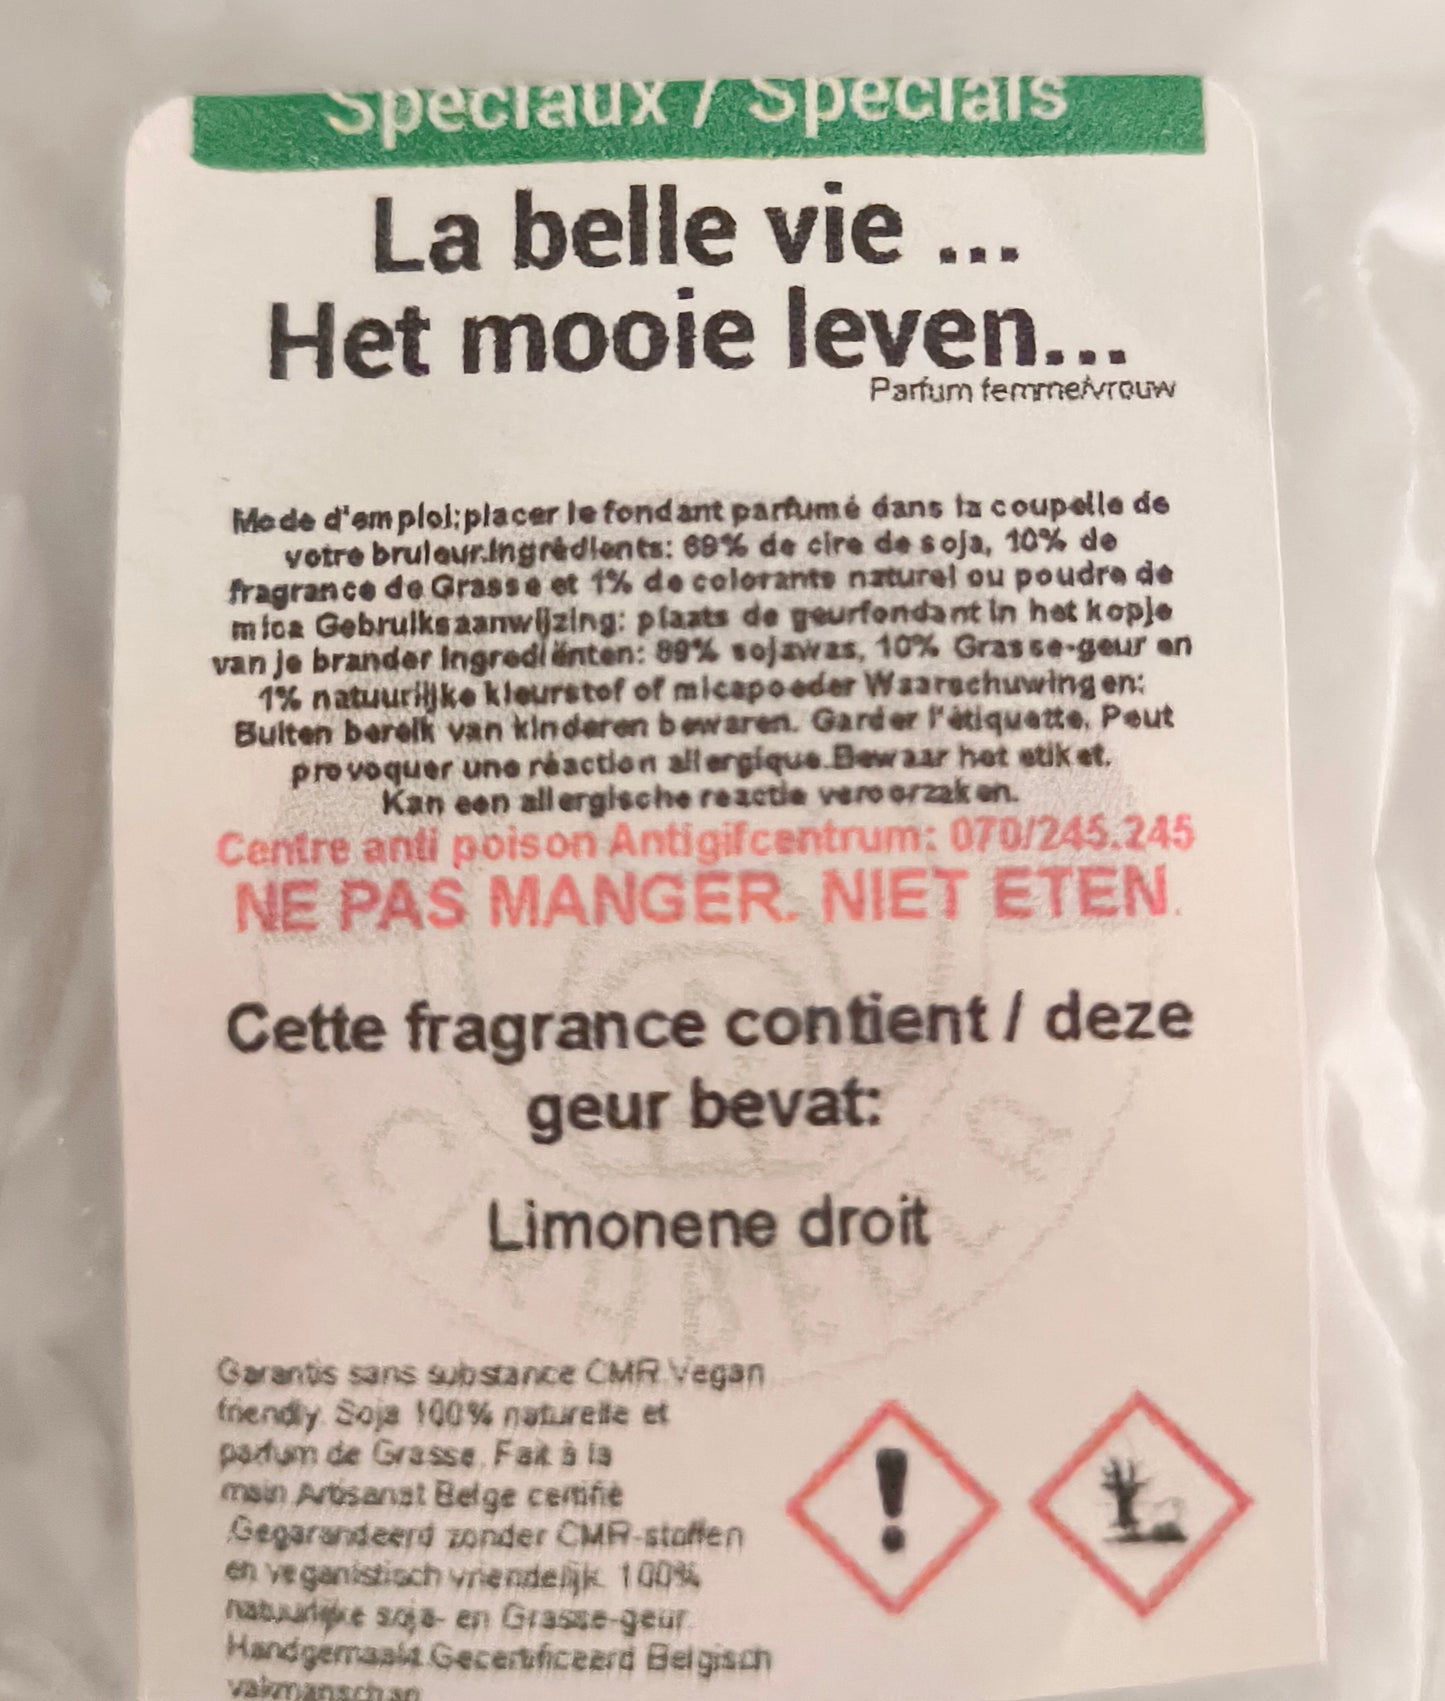 Spéciaux / Specials
La belle vie ...
Het mooie leven...
Parfum femme/vrouw
Mode d'emploi:placer le fondant parfumé dans la coupelle de
votre bruleur.Ingrédients: 89% de cire de soja, 10% de
fragrance de Grasse et 1% de colorants naturel ou poudre de
mica Gebruiksaanwijzing: plaats de geurfondant in het kopje
van je brander Ingrediënten: 89% sojawas, 10% Grasse-geur en
1% natuurlijke kleurstof of micapoeder Waarschuwingen:
Buiten bereik van kinderen bewaren. Garder l'étiquette. Peut
provoquer une réaction allergique.Bewaar het etiket.
Kan een allergische reactie veroorzaken.
Centre anti poison Antigifcentrum: 070/245.245
NE PAS MANGER. NIET ETEN.
Cette fragrance contient / deze
geur bevat:
Limonene droit
Garantis sans substance CMR.Vegan
friendly. Soja 100% naturelle et
parfum de Grasse. Fait à la
main Artisanat Belge certifié
.Gegarandeerd zonder CMR-stoffen
en veganistisch vriendelijk. 100%
natuurlijke soja- en Grasse-geur.
Handgemaakt.Gecertificeerd Belgisch
vakmanschap